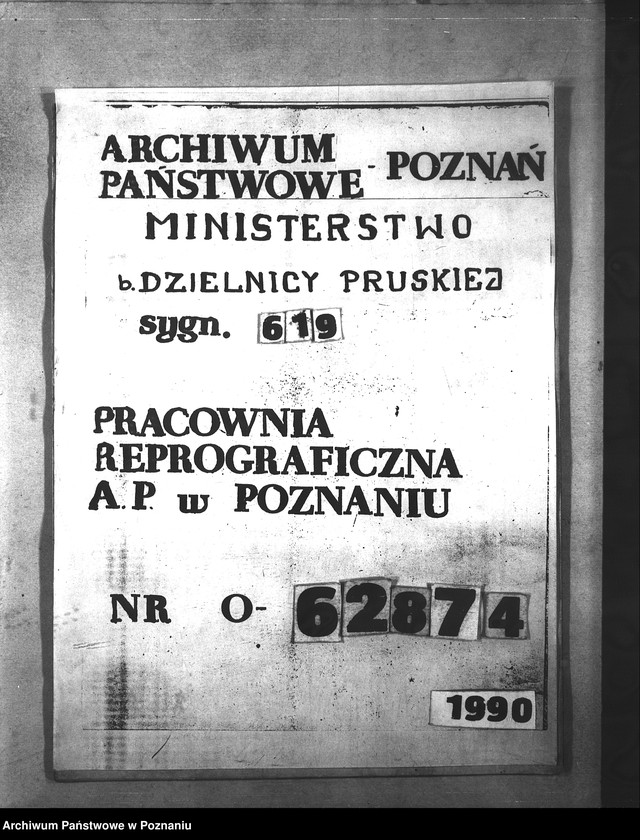 ARCHIWUM
PAŃSTWOWE - POZNAŃ
MINISTERSTWO
b. DZIELNICY PRUSKIEJ
sygn. 619
PRACOWNIA
REPROGRAFICZNA
A.P. w POZNANIU
NR O-62874
1990
Archiwum Państwowe w Poznaniu